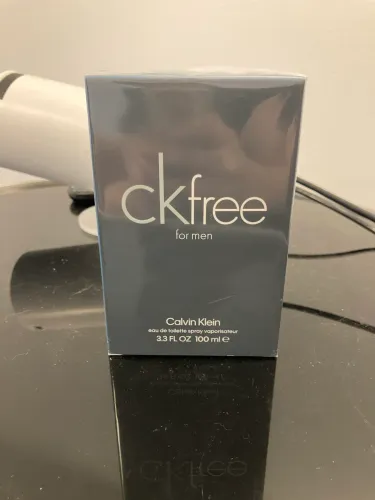 ckfree
for men
Calvin Klein
eau de toilette spray vaporisateur
3.3 FL OZ 100 ml ℮